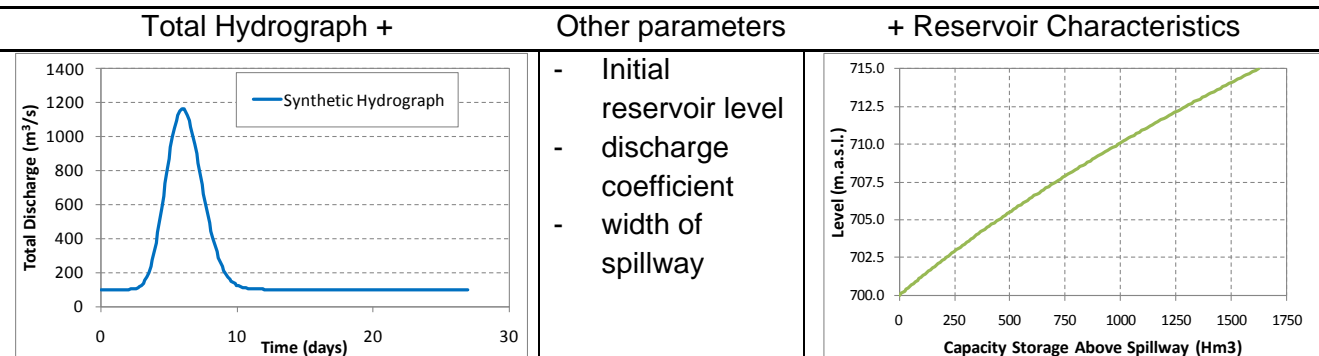 Total Hydrograph +
Other parameters
+ Reservoir Characteristics
1400
1200
1000
800
600
400
200
0
Total Discharge (m³/s)
Synthetic Hydrograph
0
10
20
30
Time (days)
- Initial
reservoir level
- discharge
coefficient
- width of
spillway
715.0
712.5
710.0
707.5
705.0
702.5
700.0
Level (m.a.s.l.)
0
250
500
750
1000
1250
1500
1750
Capacity Storage Above Spillway (Hm3)